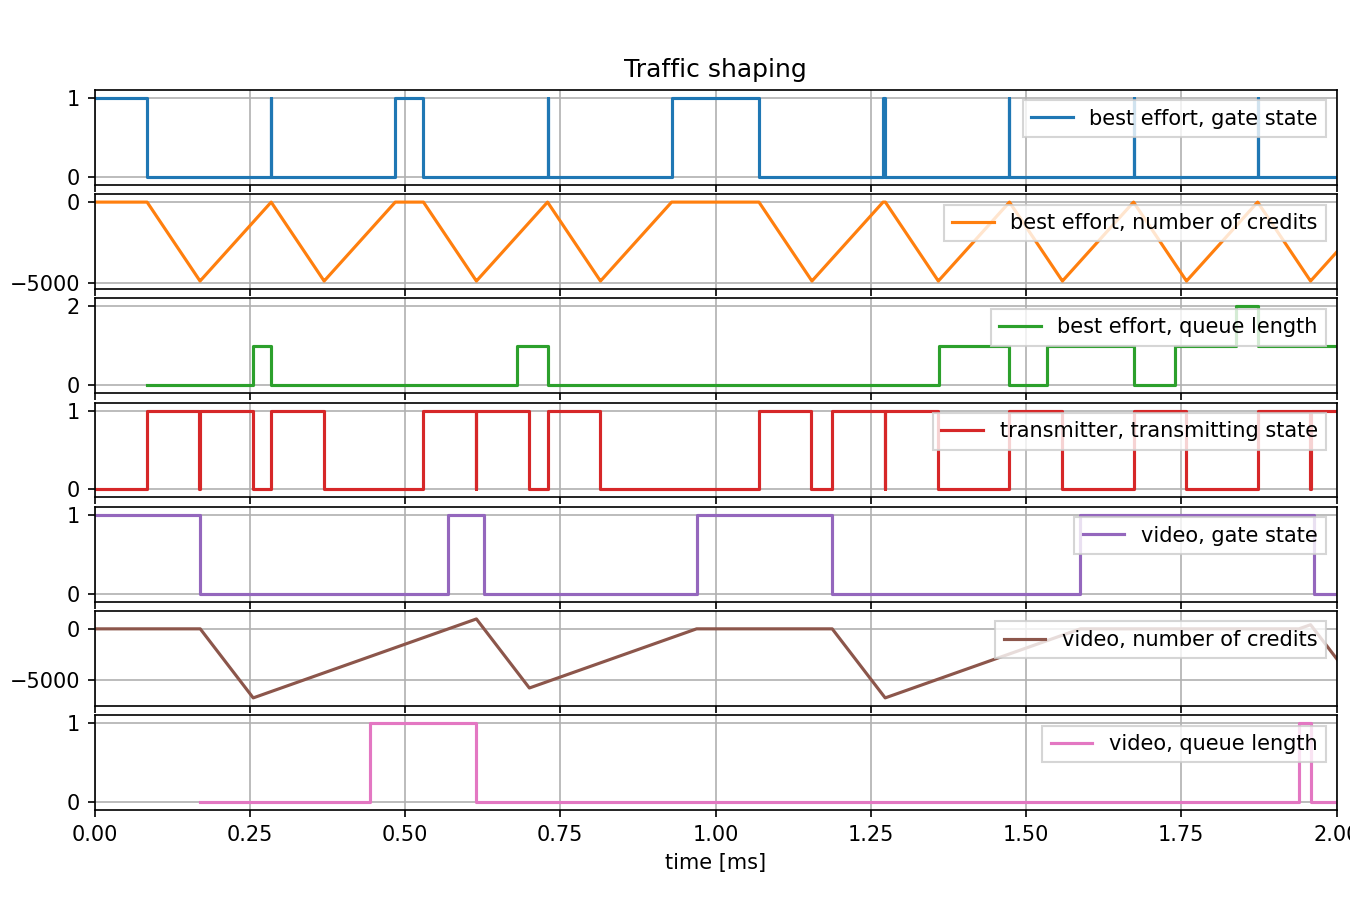 Traffic shaping
1
best effort, gate state
0
0
best effort, number of credits
−5000
2
best effort, queue length
0
1
transmitter, transmitting state
0
1
video, gate state
0
0
video, number of credits
−5000
1
video, queue length
0
0.00 0.25 0.50 0.75 1.00 1.25 1.50 1.75 2.00
time [ms]